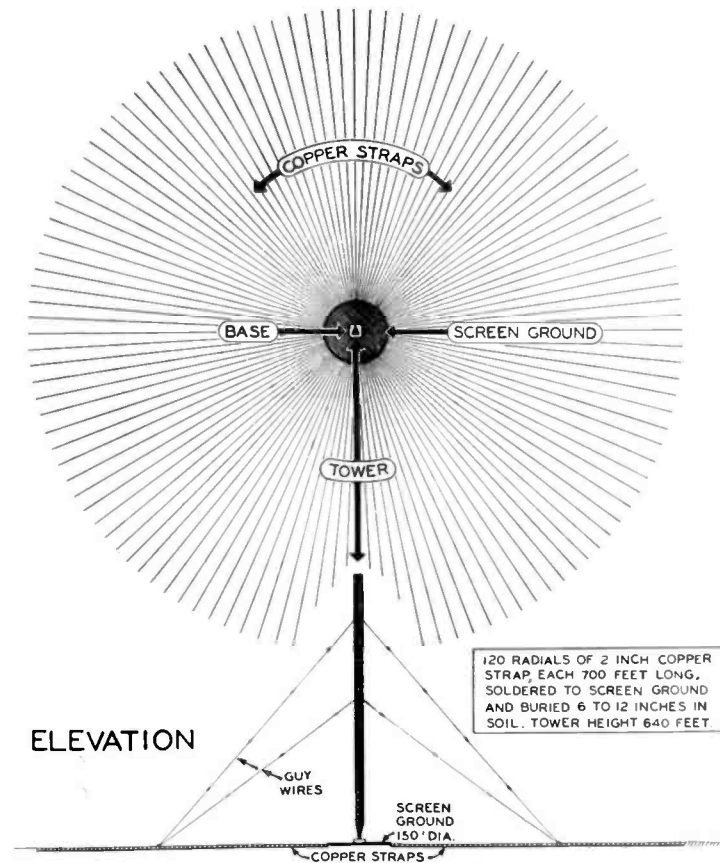 COPPER STRAPS
BASE
SCREEN GROUND
TOWER
120 RADIALS OF 2 INCH COPPER
STRAP, EACH 700 FEET LONG,
SOLDERED TO SCREEN GROUND
AND BURIED 6 TO 12 INCHES IN
SOIL. TOWER HEIGHT 640 FEET.
ELEVATION
GUY
WIRES
SCREEN
GROUND
150' DIA.
COPPER STRAPS